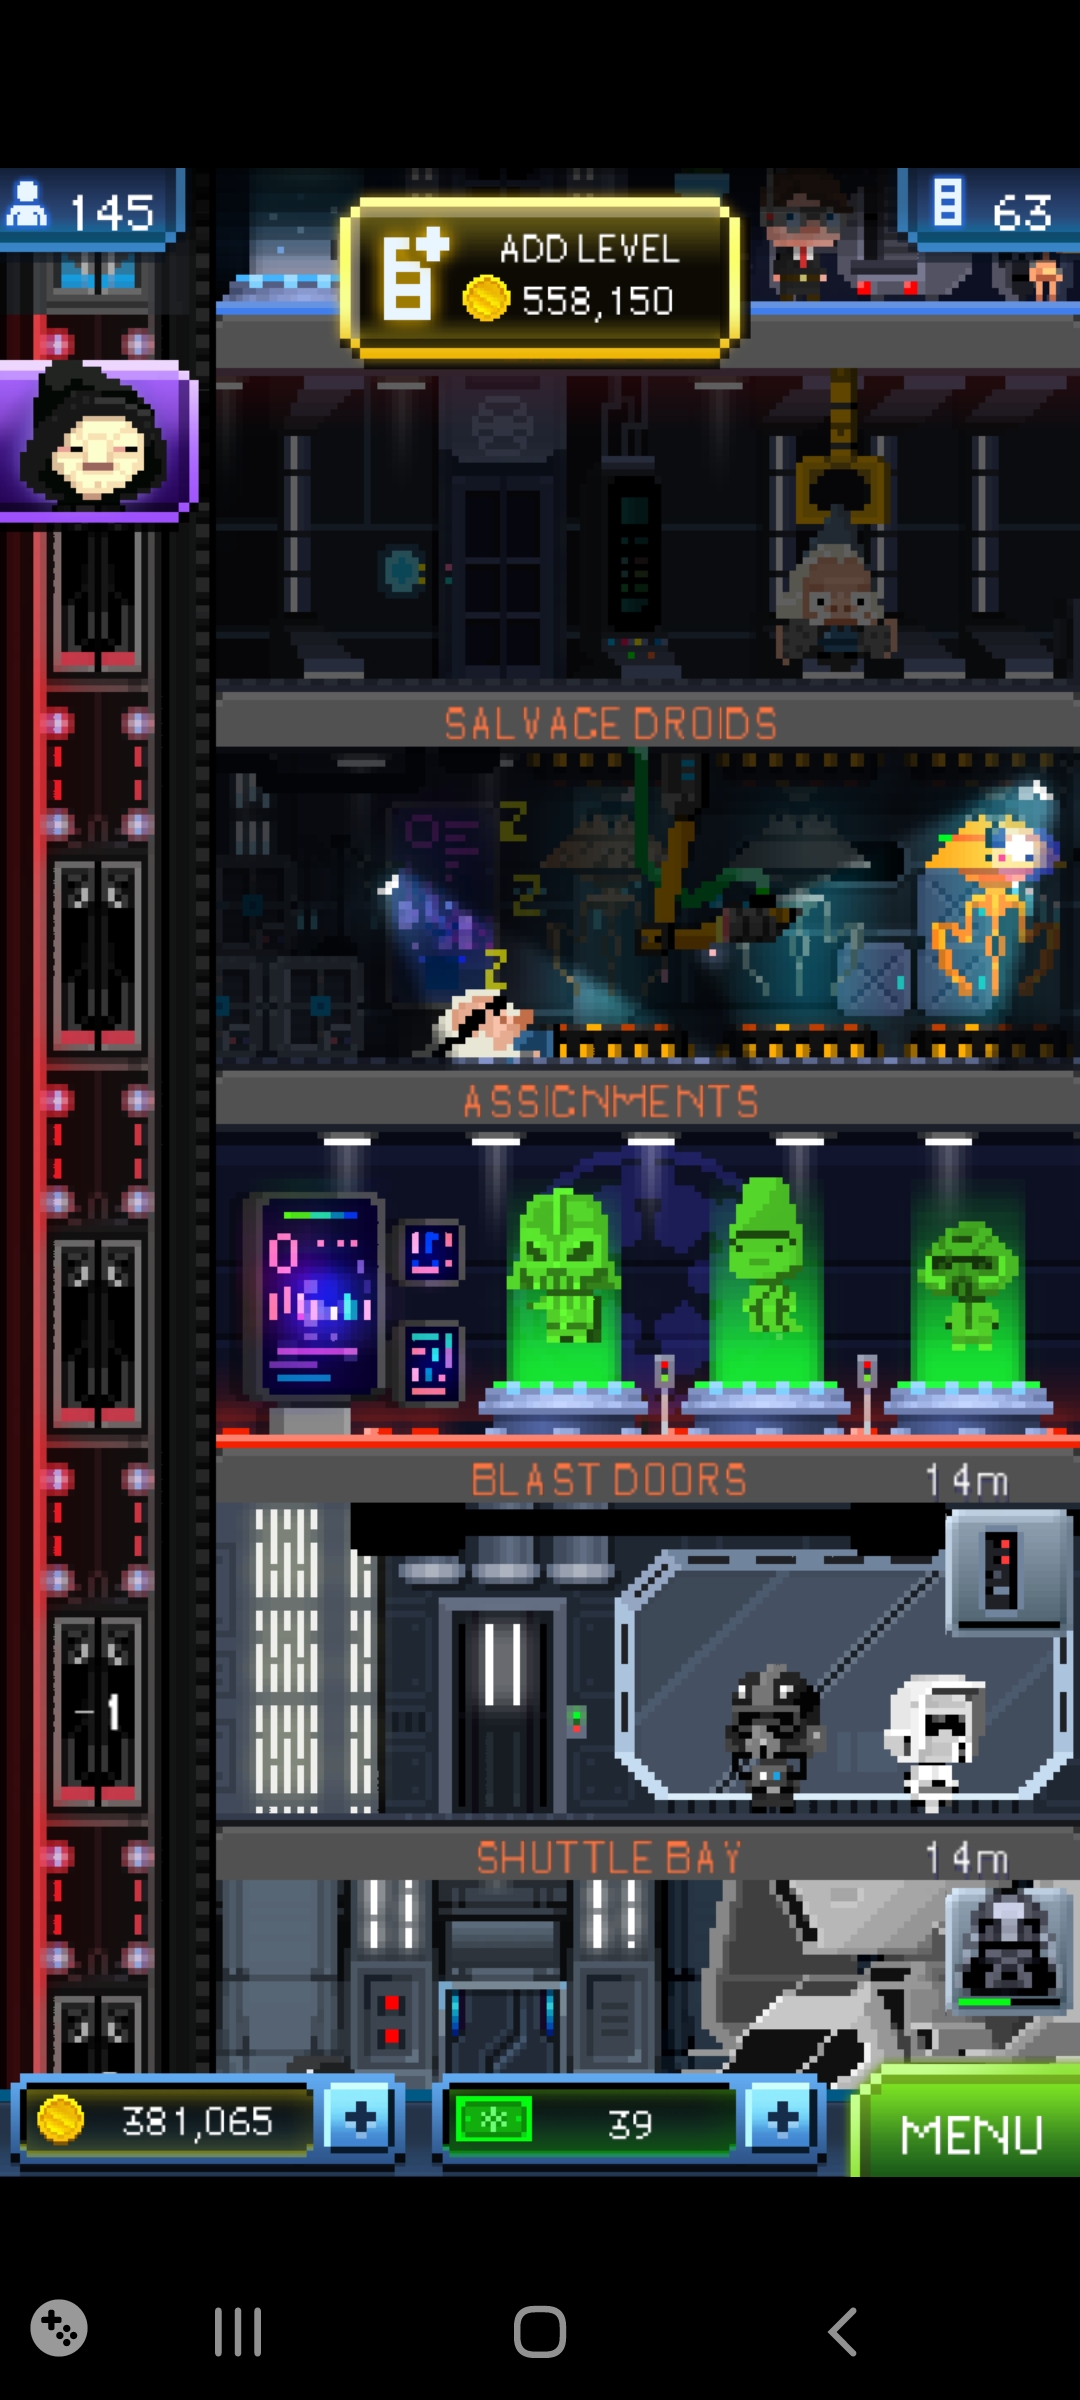 145
ADD LEVEL
558,150
63
SALVAGE DROIDS
Z
Z
Z
ASSIGNMENTS
BLAST DOORS 14m
-1
SHUTTLE BAY 14m
381,065
39
MENU